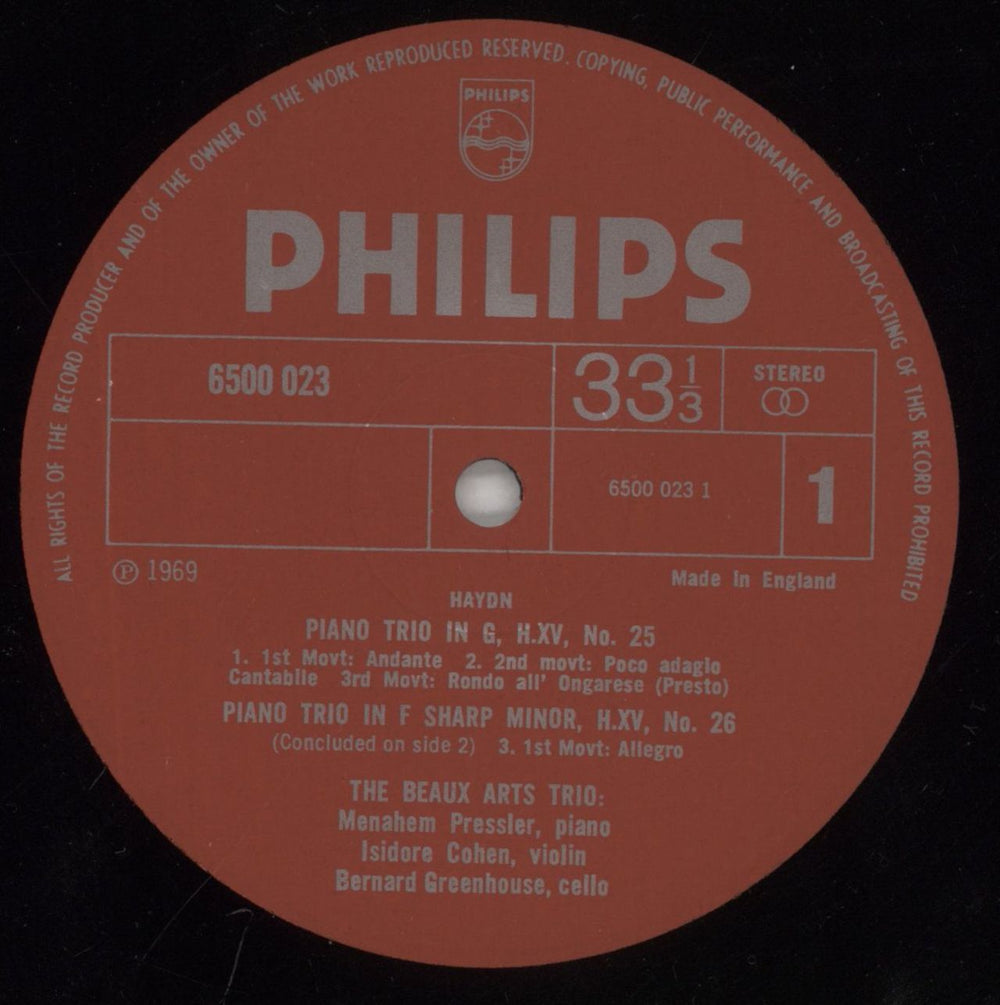 ALL RIGHTS OF THE RECORD PRODUCER AND OF THE OWNER OF THE WORK REPRODUCED RESERVED. COPYING, PUBLIC PERFORMANCE AND BROADCASTING OF THIS RECORD PROHIBITED
PHILIPS
PHILIPS
6500 023
33 1/3
STEREO
6500 023 1
1
Ⓟ 1969
Made in England
HAYDN
PIANO TRIO IN G, H.XV, No. 25
1. 1st Movt: Andante 2. 2nd movt: Poco adagio
Cantabile 3rd Movt: Rondo all' Ongarese (Presto)
PIANO TRIO IN F SHARP MINOR, H.XV, No. 26
(Concluded on side 2) 3. 1st Movt: Allegro
THE BEAUX ARTS TRIO:
Menahem Pressler, piano
Isidore Cohen, violin
Bernard Greenhouse, cello